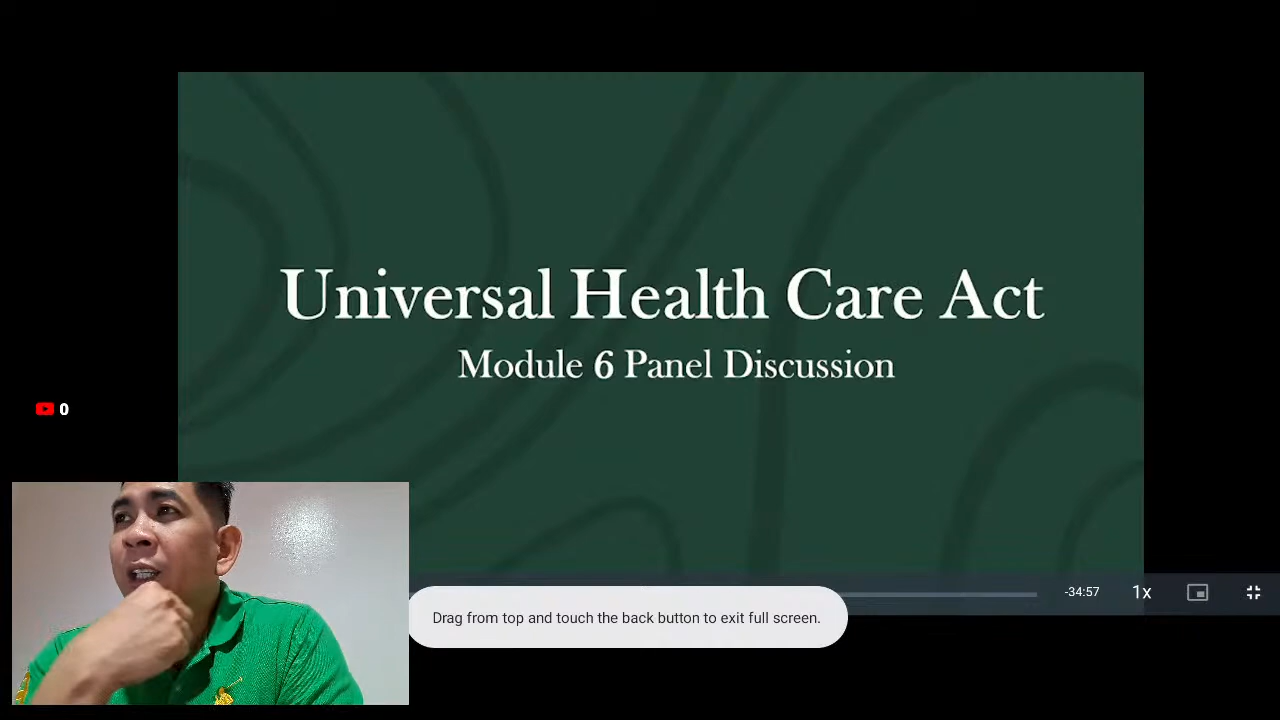 Universal Health Care Act
Module 6 Panel Discussion
0
-34:57
1x
Drag from top and touch the back button to exit full screen.